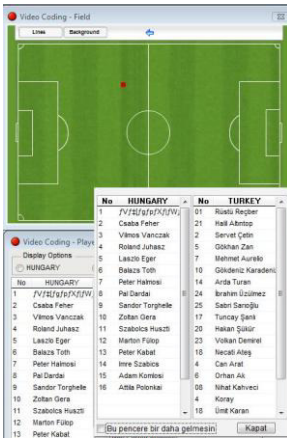 Video Coding - Field
Lines Background
Video Coding - Playe
Display Options
HUNGARY
No HUNGARY
1
2 Csaba Feher
3 Vilmos Vanczak
4 Roland Juhasz
5 Laszlo Eger
6 Balazs Toth
7 Peter Halmosi
8 Pal Dardai
9 Sandor Torghelle
10 Zoltan Gera
11 Szabolcs Huszti
12 Marton Fülop
13 Peter Kabat
No HUNGARY
1
2 Csaba Feher
3 Vilmos Vanczak
4 Roland Juhasz
5 Laszlo Eger
6 Balazs Toth
7 Peter Halmosi
8 Pal Dardai
9 Sandor Torghelle
10 Zoltan Gera
11 Szabolcs Huszti
12 Marton Fülop
13 Peter Kabat
14 Imre Szabics
15 Adam Komlosi
16 Attila Polonkai
No TURKEY
01 Rüstü Reçber
21 Halil Altıntop
2 Servet Çetin
5 Gökhan Zan
7 Mehmet Aurelio
10 Gökdeniz Karadenü
14 Arda Turan
24 İbrahim Üzülmez
25 Sabri Sarıoğlu
17 Tuncay Şanlı
20 Hakan Şükür
23 Volkan Demirel
18 Necati Ateş
4 Can Arat
6 Orhan Ak
08 Nihat Kahveci
4 Koray
18 Ümit Karan
Bu pencere bir daha gelmesin
Kapat